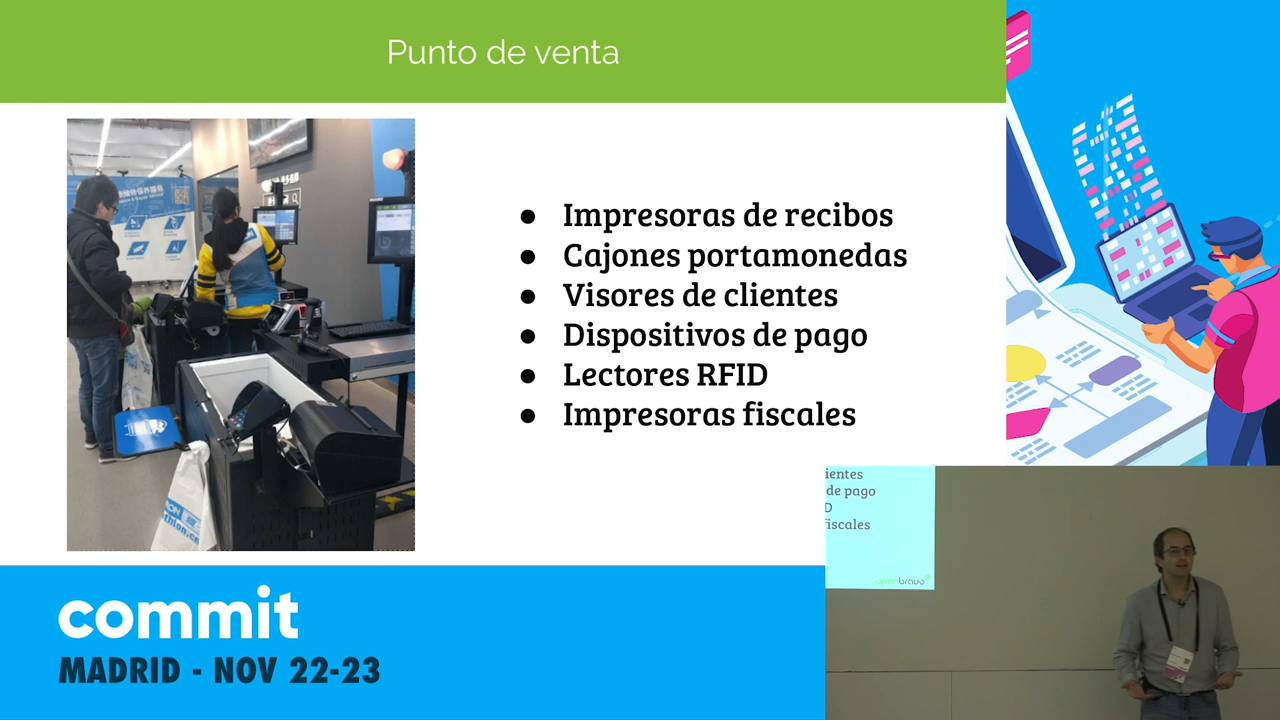 Punto de venta
Impresoras de recibos
Cajones portamonedas
Visores de clientes
Dispositivos de pago
Lectores RFID
Impresoras fiscales
commit
MADRID - NOV 22-23
ientes
de pago
D
fiscales
openbravo